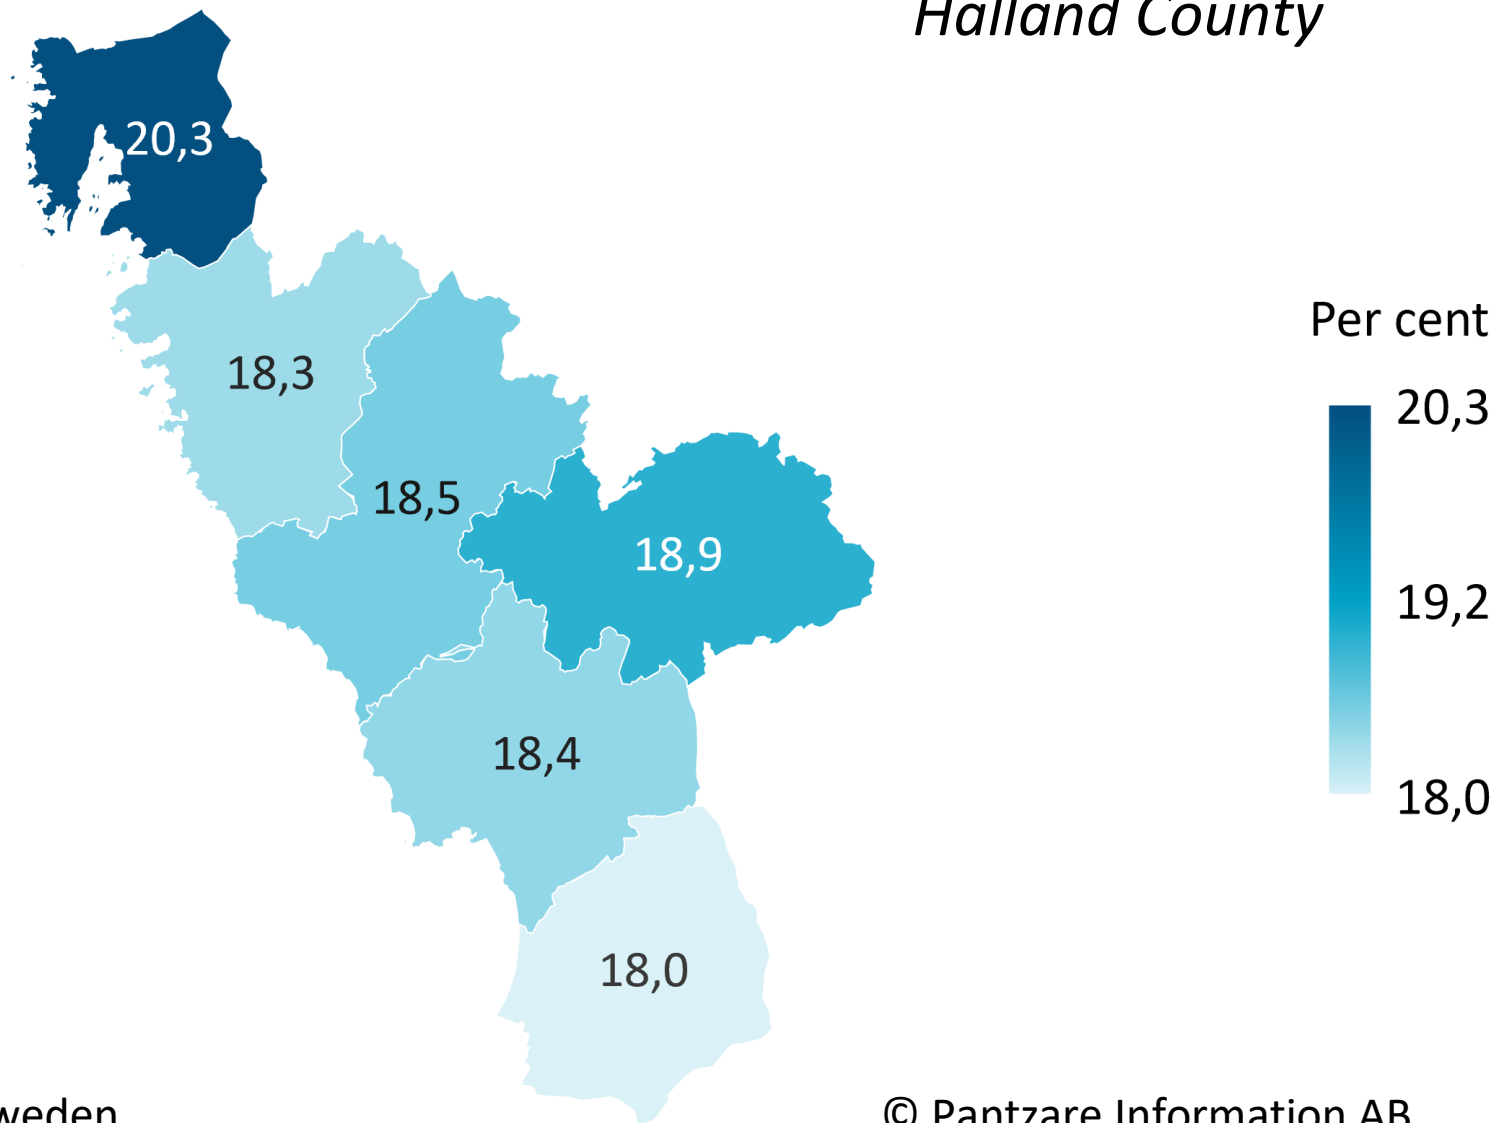 Halland County
20,3
18,3
18,5
18,9
18,4
18,0
Per cent
20,3
19,2
18,0
weden
© Pantzare Information AB